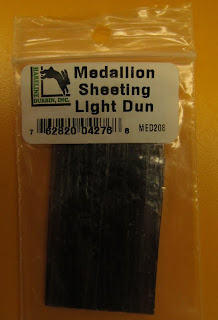 Medallion
Sheeting
Light Dun
HARELINE
DUBBIN, INC.
7 62820 04276 8 MED208